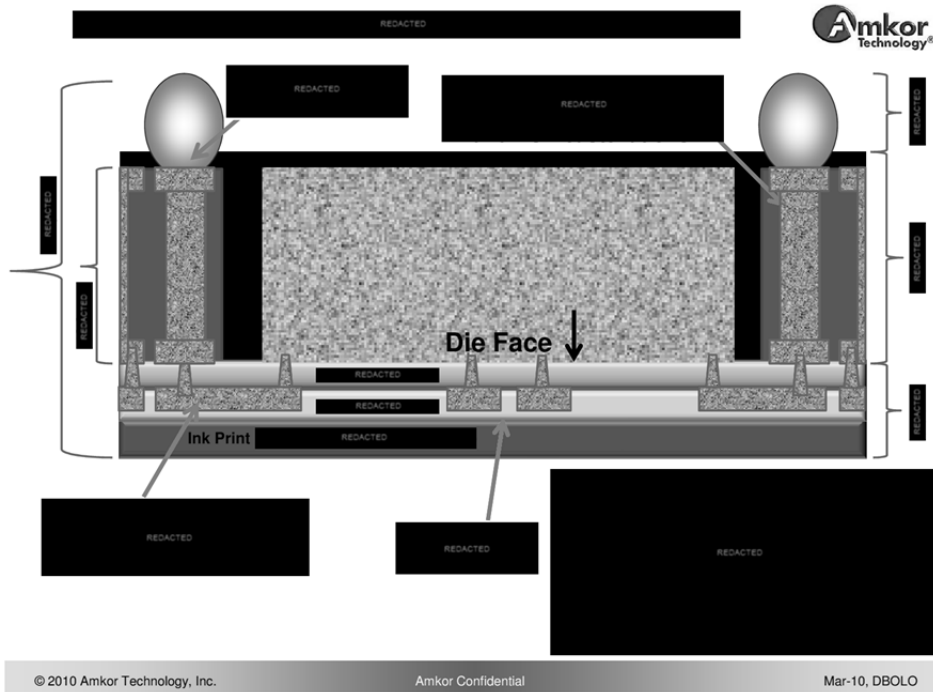 REDACTED
Amkor
Technology®
REDACTED
REDACTED
REDACTED
REDACTED
REDACTED
REDACTED
Die Face
REDACTED
REDACTED
REDACTED
Ink Print
REDACTED
REDACTED
REDACTED
REDACTED
© 2010 Amkor Technology, Inc.
Amkor Confidential
Mar-10, DBOLO